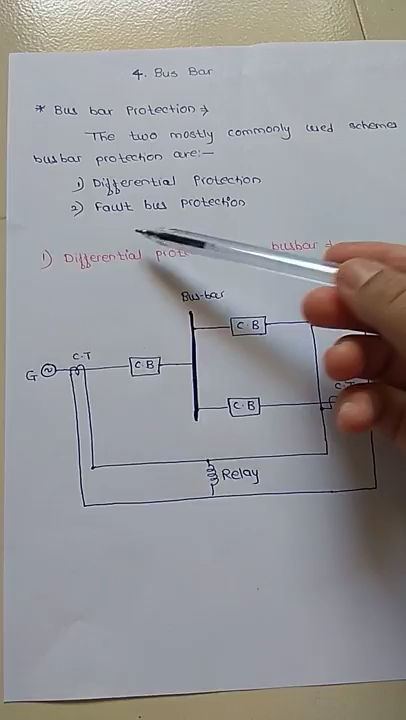 4. Bus Bar
* Bus bar Protection →
The two mostly commonly used schemes
busbar protection are:-
1) Differential Protection
2) Fault bus protection
1) Differential prote busbar →
Bus-bar
C·B
C·T
G
C·B
C·T
C·B
Relay